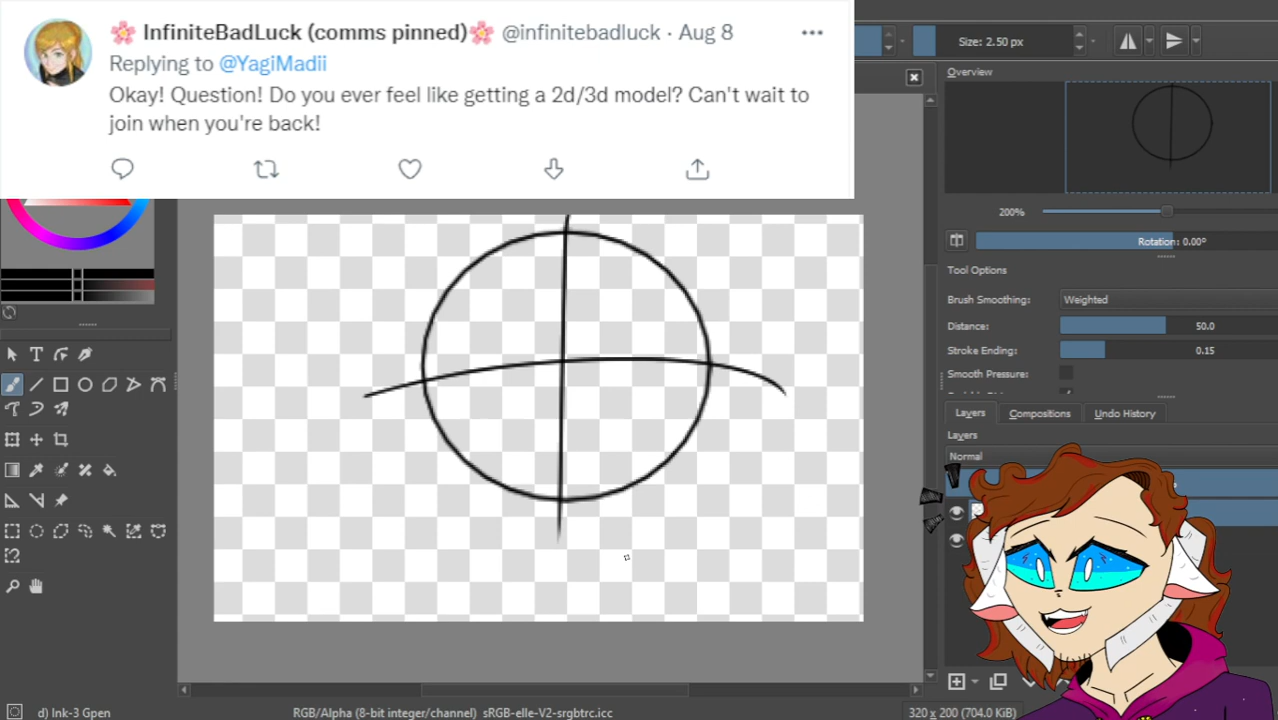 🌸 InfiniteBadLuck (comms pinned)🌸 @infinitebadluck · Aug 8
Replying to @YagiMadii
Okay! Question! Do you ever feel like getting a 2d/3d model? Can't wait to
join when you're back!
Size: 2.50 px
Overview
200%
Rotation: 0.00°
Tool Options
Brush Smoothing: Weighted
Distance: 50.0
Stroke Ending: 0.15
Smooth Pressure:
Layers Compositions Undo History
Layers
Normal
d) Ink-3 Gpen RGB/Alpha (8-bit integer/channel) sRGB-elle-V2-srgbtrc.icc 320 x 200 (704.0 KiB)